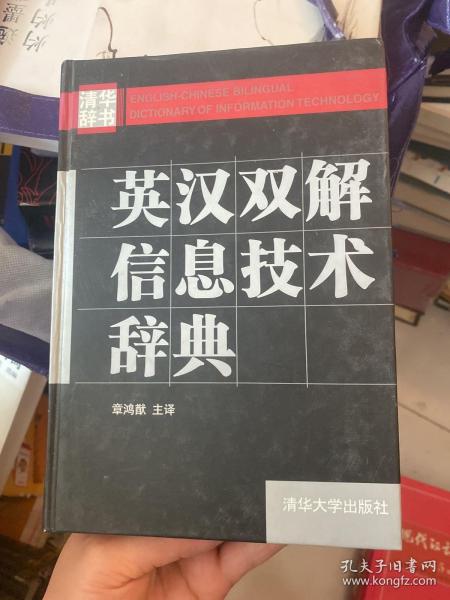 清华
辞书
ENGLISH-CHINESE BILINGUAL
DICTIONARY OF INFORMATION TECHNOLOGY
英汉双解
信息技术
辞典
章鸿猷 主译
清华大学出版社
孔夫子旧书网
www.kongfz.com